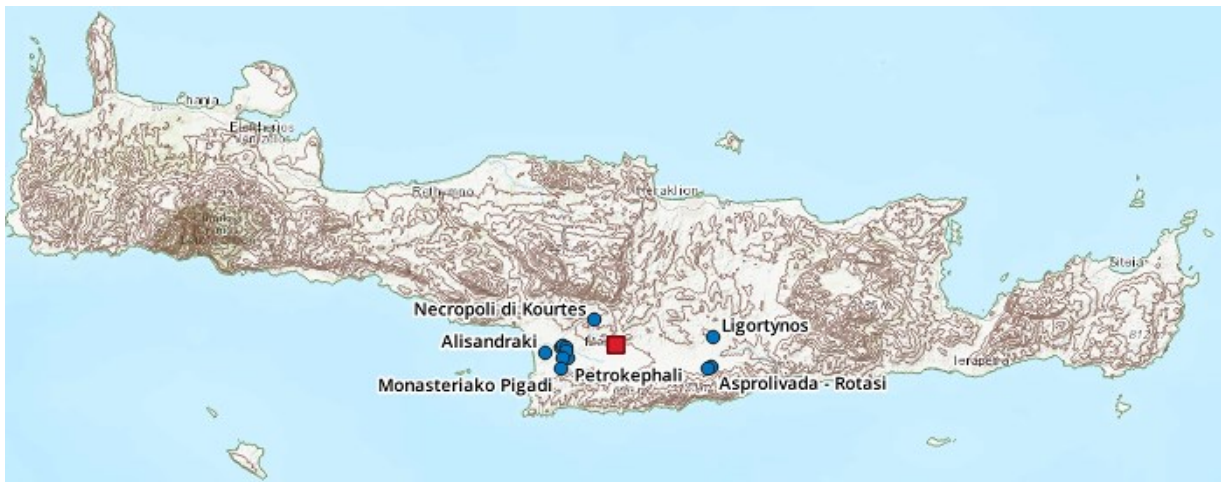 Chania
Rethymno
Heraklion
Siteia
Necropoli di Kourtes
Ligortynos
Alisandraki
Ierapetra
Petrokephali
Monasteriako Pigadi
Asprolivada - Rotasi